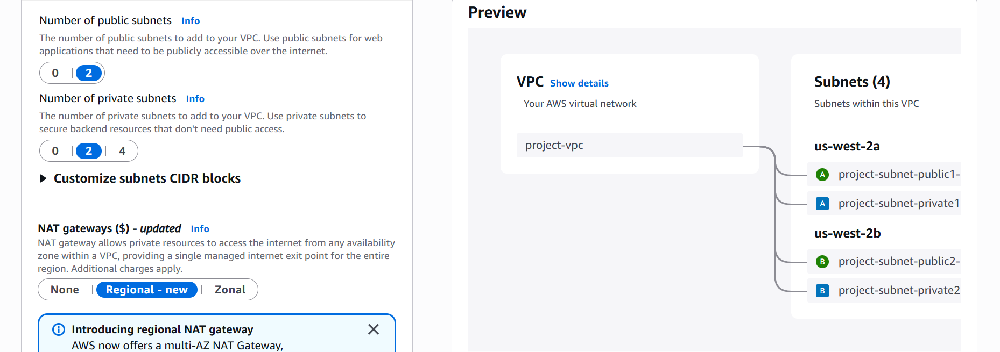 Number of public subnets Info
The number of public subnets to add to your VPC. Use public subnets for web
applications that need to be publicly accessible over the internet.
0 | 2
Number of private subnets Info
The number of private subnets to add to your VPC. Use private subnets to
secure backend resources that don't need public access.
0 | 2 | 4
Customize subnets CIDR blocks
NAT gateways ($) - updated Info
NAT gateway allows private resources to access the internet from any availability
zone within a VPC, providing a single managed internet exit point for the entire
region. Additional charges apply.
None | Regional - new | Zonal
Introducing regional NAT gateway
AWS now offers a multi-AZ NAT Gateway,
Preview
VPC Show details
Your AWS virtual network
project-vpc
Subnets (4)
Subnets within this VPC
us-west-2a
A project-subnet-public1-
A project-subnet-private1
us-west-2b
B project-subnet-public2-
B project-subnet-private2